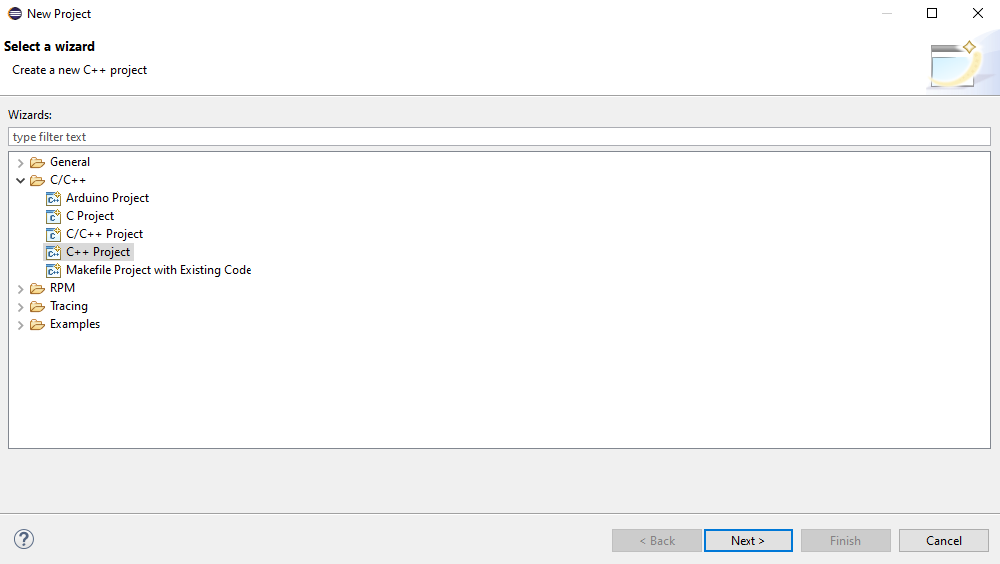 New Project
Select a wizard
Create a new C++ project
Wizards:
type filter text
General
C/C++
Arduino Project
C Project
C/C++ Project
C++ Project
Makefile Project with Existing Code
RPM
Tracing
Examples
? < Back Next > Finish Cancel